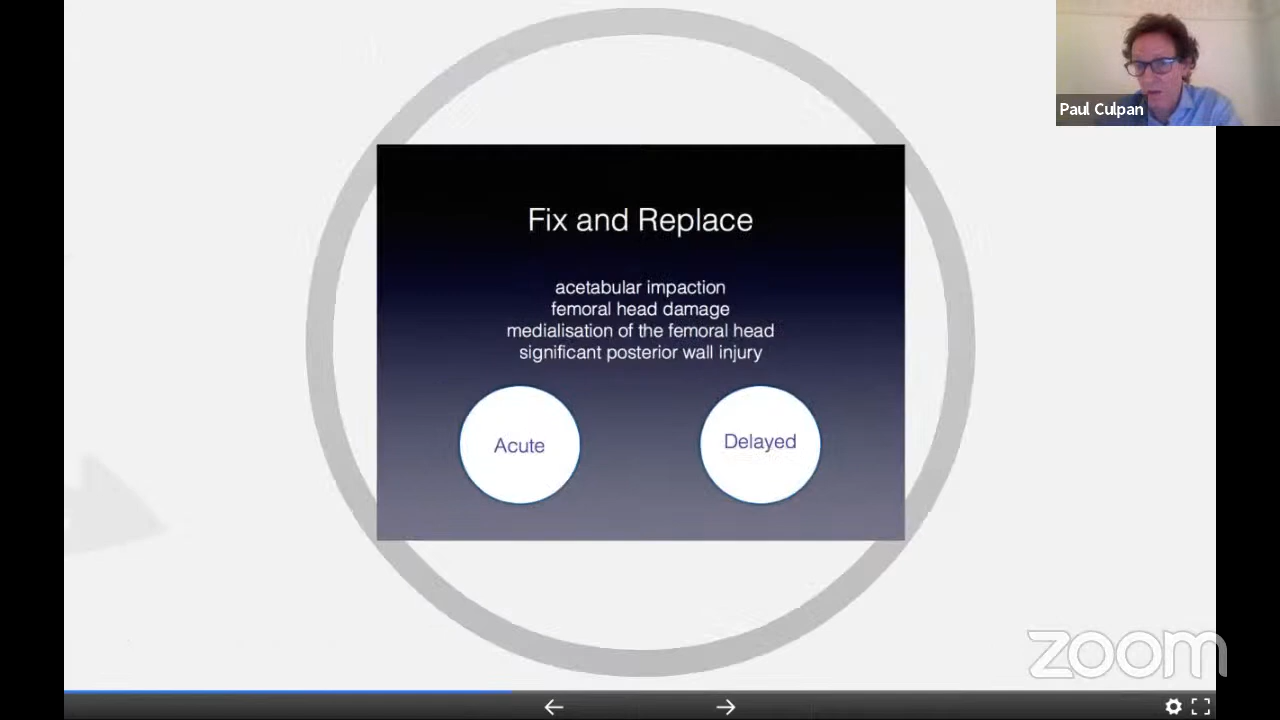 Paul Culpan
Fix and Replace
acetabular impaction
femoral head damage
medialisation of the femoral head
significant posterior wall injury
Acute
Delayed
zoom